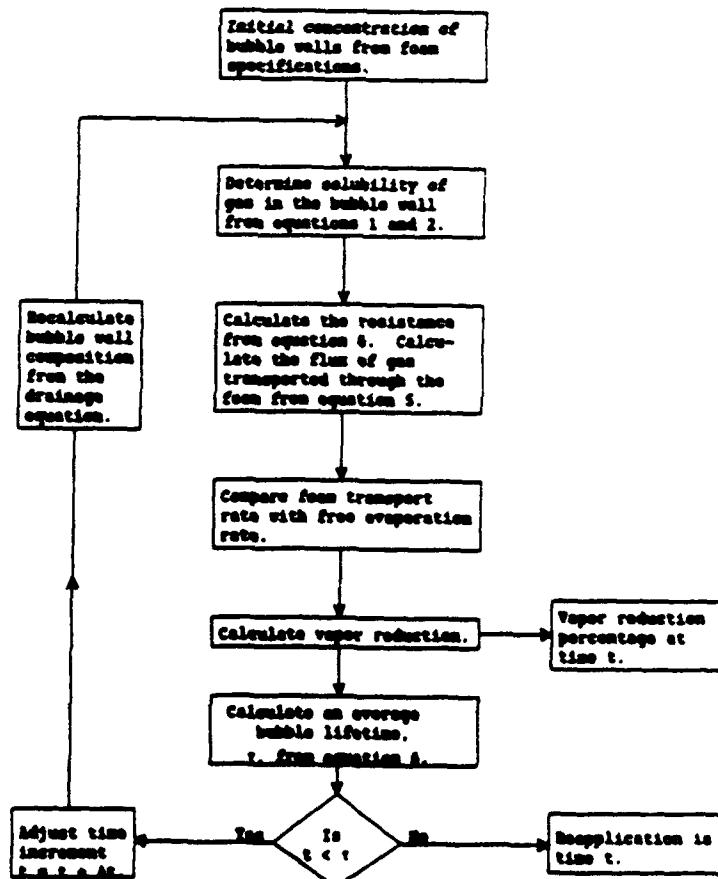 Initial concentration of
bubble walls from foam
specifications.
Determine solubility of
gas in the bubble wall
from equations 1 and 2.
Recalculate
bubble wall
composition
from the
drainage
equation.
Calculate the resistance
from equation 4. Calcu-
late the flux of gas
transported through the
foam from equation 5.
Compare foam transport
rate with free evaporation
rate.
Calculate vapor reduction.
Vapor reduction
percentage at
time t.
Calculate an average
bubble lifetime,
τ, from equation
Adjust time
increment
t = t + Δt.
Yes
Is
t < τ
No
Reapplication is
time t.